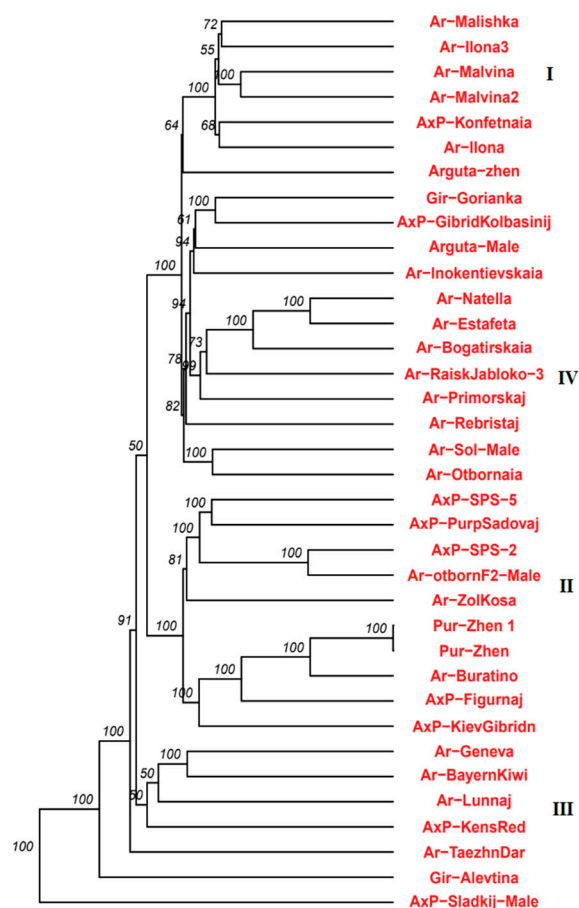 72
Ar-Malishka
55
Ar-Ilona3
Ar-Malvina
I
100
100
Ar-Malvina2
AxP-Konfetnaia
64
68
Ar-Ilona
Arguta-zhen
Gir-Gorianka
100
61
AxP-GibridKolbasinij
94
Arguta-Male
100
Ar-Inokentievskaia
Ar-Natella
100
94
Ar-Estafeta
100
Ar-Bogatirskaia
73
78
99
Ar-RaiskJabloko-3
IV
Ar-Primorskaj
82
Ar-Rebristaj
Ar-Sol-Male
100
Ar-Otbornaia
50
AxP-SPS-5
100
AxP-PurpSadovaj
100
AxP-SPS-2
100
81
Ar-otbornF2-Male
II
Ar-ZolKosa
91
Pur-Zhen 1
100
100
Pur-Zhen
100
Ar-Buratino
100
AxP-Figurnaj
100
AxP-KievGibridn
100
Ar-Geneva
100
Ar-BayernKiwi
50
Ar-Lunnaj
III
50
100
AxP-KensRed
Ar-TaezhnDar
100
Gir-Alevtina
AxP-Sladkij-Male